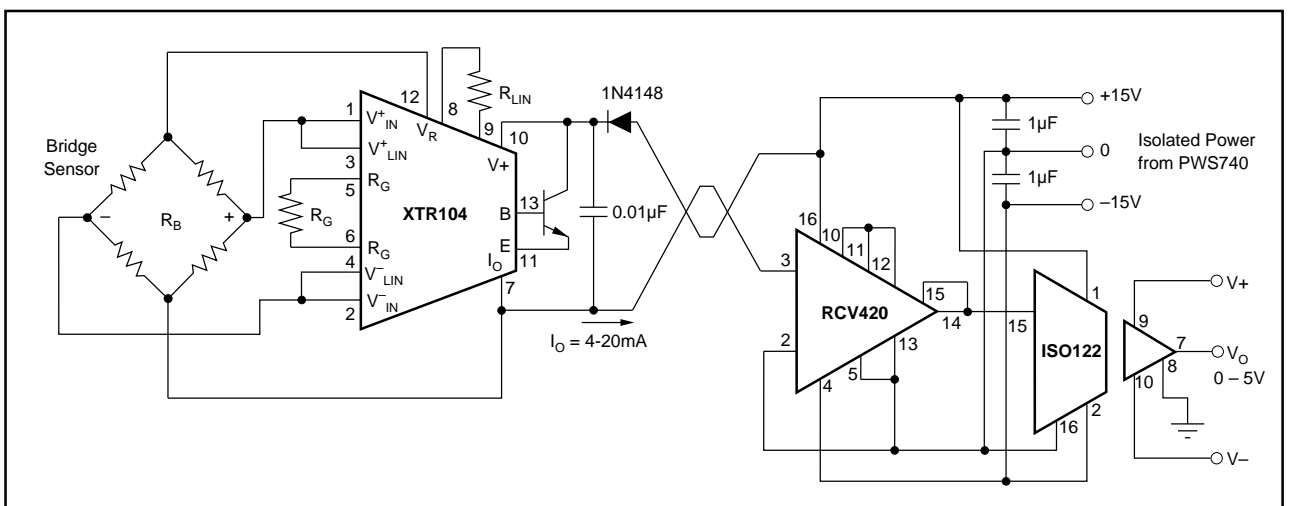 Bridge
Sensor
R_B
–
+
1
3
5
6
4
2
V⁺_IN
V⁺_LIN
R_G
R_G
R_G
V⁻_LIN
V⁻_IN
XTR104
12
V_R
8
R_LIN
9
10
V+
B
13
E
11
I_O
7
1N4148
0.01µF
I_O = 4-20mA
16
10
11
12
3
2
RCV420
15
14
13
5
4
1µF
1µF
+15V
0
–15V
Isolated Power
from PWS740
15
ISO122
1
16
2
9
7
8
10
V+
V_O
0 – 5V
V–